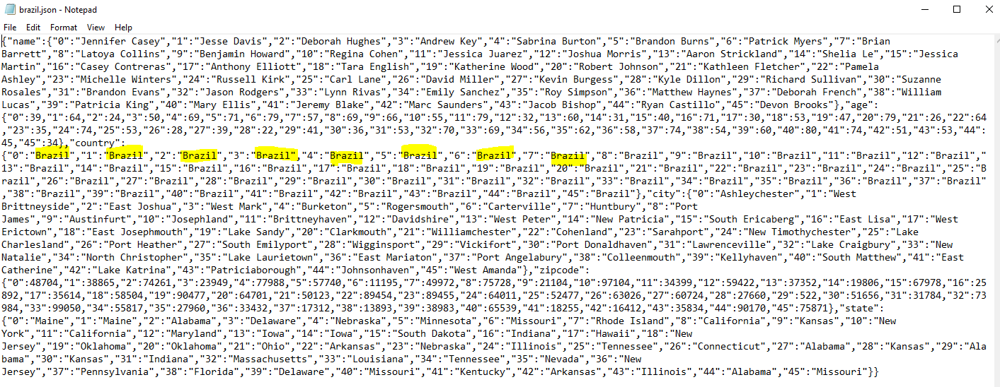 brazil.json - Notepad
File Edit Format View Help
{"name":{"0":"Jennifer Casey","1":"Jesse Davis","2":"Deborah Hughes","3":"Andrew Key","4":"Sabrina Burton","5":"Brandon Burns","6":"Patrick Myers","7":"Brian
Barrett","8":"Latoya Collins","9":"Benjamin Howard","10":"Regina Cohen","11":"Jessica Juarez","12":"Joshua Morris","13":"Aaron Strickland","14":"Shelia Le","15":"Jessica
Martin","16":"Casey Contreras","17":"Anthony Elliott","18":"Tara English","19":"Katherine Wood","20":"Robert Johnson","21":"Kathleen Fletcher","22":"Pamela
Ashley","23":"Michelle Winters","24":"Russell Kirk","25":"Carl Lane","26":"David Miller","27":"Kevin Burgess","28":"Kyle Dillon","29":"Richard Sullivan","30":"Suzanne
Rosales","31":"Brandon Evans","32":"Jason Rodgers","33":"Lynn Rivas","34":"Emily Sanchez","35":"Roy Simpson","36":"Matthew Haynes","37":"Deborah French","38":"William
Lucas","39":"Patricia King","40":"Mary Ellis","41":"Jeremy Blake","42":"Marc Saunders","43":"Jacob Bishop","44":"Ryan Castillo","45":"Devon Brooks"},"age":
{"0":39,"1":64,"2":24,"3":50,"4":69,"5":71,"6":79,"7":57,"8":69,"9":66,"10":55,"11":79,"12":32,"13":60,"14":31,"15":40,"16":71,"17":30,"18":53,"19":47,"20":79,"21":26,"22":64
,"23":35,"24":74,"25":53,"26":28,"27":39,"28":22,"29":41,"30":36,"31":53,"32":70,"33":69,"34":56,"35":62,"36":58,"37":74,"38":54,"39":60,"40":80,"41":74,"42":51,"43":53,"44":
45,"45":34},"country":
{"0":"Brazil","1":"Brazil","2":"Brazil","3":"Brazil","4":"Brazil","5":"Brazil","6":"Brazil","7":"Brazil","8":"Brazil","9":"Brazil","10":"Brazil","11":"Brazil","12":"Brazil","
13":"Brazil","14":"Brazil","15":"Brazil","16":"Brazil","17":"Brazil","18":"Brazil","19":"Brazil","20":"Brazil","21":"Brazil","22":"Brazil","23":"Brazil","24":"Brazil","25":"B
razil","26":"Brazil","27":"Brazil","28":"Brazil","29":"Brazil","30":"Brazil","31":"Brazil","32":"Brazil","33":"Brazil","34":"Brazil","35":"Brazil","36":"Brazil","37":"Brazil"
,"38":"Brazil","39":"Brazil","40":"Brazil","41":"Brazil","42":"Brazil","43":"Brazil","44":"Brazil","45":"Brazil"},"city":{"0":"Ashleychester","1":"West
Brittneyside","2":"East Joshua","3":"West Mark","4":"Burketon","5":"Rogersmouth","6":"Carterville","7":"Huntbury","8":"Port
James","9":"Austinfurt","10":"Josephland","11":"Brittneyhaven","12":"Davidshire","13":"West Peter","14":"New Patricia","15":"South Ericaberg","16":"East Lisa","17":"West
Erictown","18":"East Josephmouth","19":"Lake Sandy","20":"Clarkmouth","21":"Williamchester","22":"Cohenland","23":"Sarahport","24":"New Timothychester","25":"Lake
Charlesland","26":"Port Heather","27":"South Emilyport","28":"Wigginsport","29":"Vickifort","30":"Port Donaldhaven","31":"Lawrenceville","32":"Lake Craigbury","33":"New
Natalie","34":"North Christopher","35":"Lake Laurietown","36":"East Mariaton","37":"Port Angelabury","38":"Colleenmouth","39":"Kellyhaven","40":"South Matthew","41":"East
Catherine","42":"Lake Katrina","43":"Patriciaborough","44":"Johnsonhaven","45":"West Amanda"},"zipcode":
{"0":48704,"1":38865,"2":74261,"3":23949,"4":77988,"5":57740,"6":11195,"7":49972,"8":75728,"9":21104,"10":97104,"11":34399,"12":59422,"13":37352,"14":19806,"15":67978,"16":25
892,"17":35614,"18":58504,"19":90477,"20":64701,"21":50123,"22":89454,"23":89455,"24":64011,"25":52477,"26":63026,"27":60724,"28":27660,"29":522,"30":51656,"31":31784,"32":73
984,"33":99050,"34":55817,"35":27960,"36":33432,"37":17312,"38":13893,"39":38983,"40":65539,"41":18255,"42":16412,"43":35834,"44":90170,"45":75871},"state":
{"0":"Maine","1":"Maine","2":"Alabama","3":"Delaware","4":"Nebraska","5":"Minnesota","6":"Missouri","7":"Rhode Island","8":"California","9":"Kansas","10":"New
York","11":"California","12":"Maryland","13":"Iowa","14":"Iowa","15":"South Dakota","16":"Indiana","17":"Hawaii","18":"New
Jersey","19":"Oklahoma","20":"Oklahoma","21":"Ohio","22":"Arkansas","23":"Nebraska","24":"Illinois","25":"Tennessee","26":"Connecticut","27":"Alabama","28":"Kansas","29":"Ala
bama","30":"Kansas","31":"Indiana","32":"Massachusetts","33":"Louisiana","34":"Tennessee","35":"Nevada","36":"New
Jersey","37":"Pennsylvania","38":"Florida","39":"Delaware","40":"Missouri","41":"Kentucky","42":"Arkansas","43":"Illinois","44":"Alabama","45":"Missouri"}}